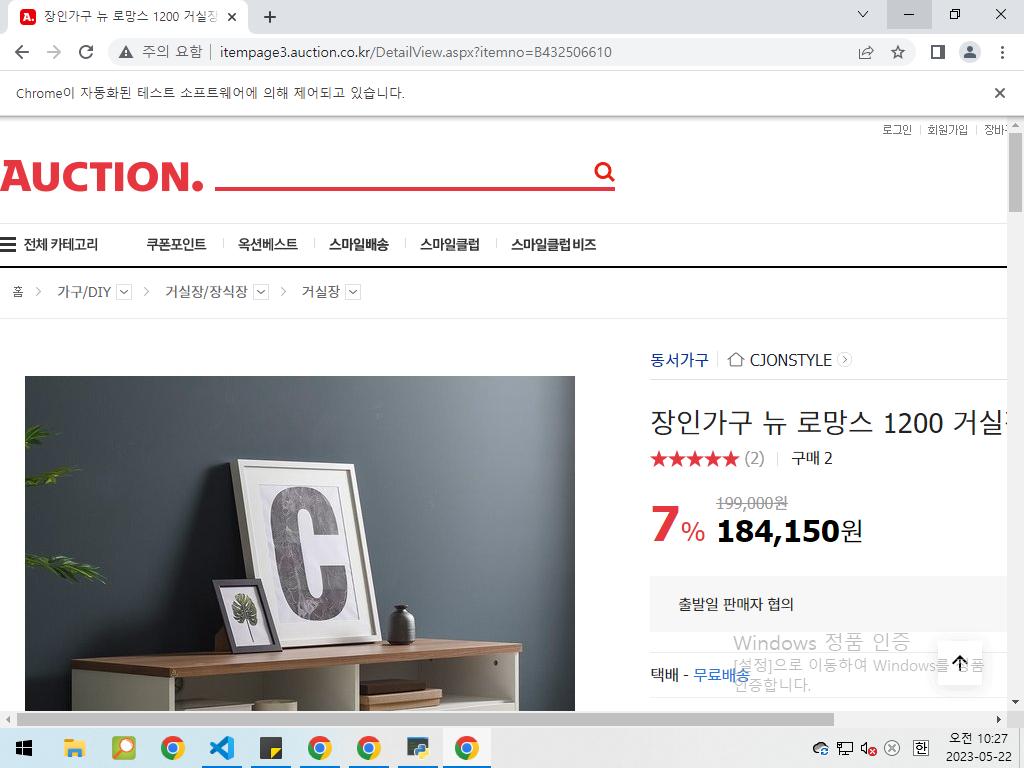 장인가구 뉴 로망스 1200 거실장
주의 요함 itempage3.auction.co.kr/DetailView.aspx?itemno=B432506610
Chrome이 자동화된 테스트 소프트웨어에 의해 제어되고 있습니다.
로그인 회원가입 장바
AUCTION.
전체 카테고리 쿠폰포인트 옥션베스트 스마일배송 스마일클럽 스마일클럽 비즈
홈 가구/DIY 거실장/장식장 거실장
동서가구 CJONSTYLE
장인가구 뉴 로망스 1200 거실
(2) 구매 2
199,000원
7% 184,150원
C
출발일 판매자 협의
Windows 정품 인증
[설정]으로 이동하여 Windows를 정품
택배 - 무료배송
인증합니다.
한
오전 10:27
2023-05-22